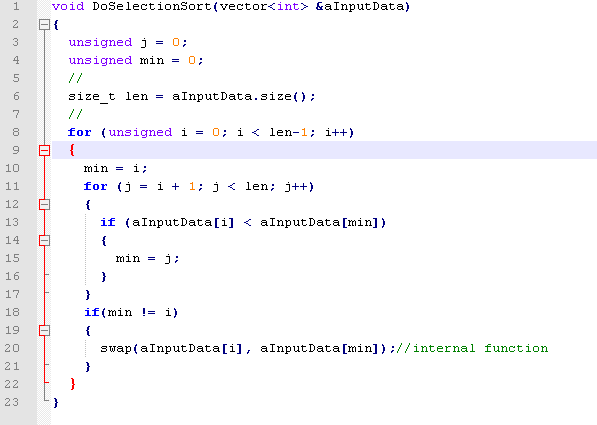 1 void DoSelectionSort(vector<int> &aInputData)
2 {
3 unsigned j = 0;
4 unsigned min = 0;
5 //
6 size_t len = aInputData.size();
7 //
8 for (unsigned i = 0; i < len-1; i++)
9 {
10 min = i;
11 for (j = i + 1; j < len; j++)
12 {
13 if (aInputData[i] < aInputData[min])
14 {
15 min = j;
16 }
17 }
18 if(min != i)
19 {
20 swap(aInputData[i], aInputData[min]);//internal function
21 }
22 }
23 }